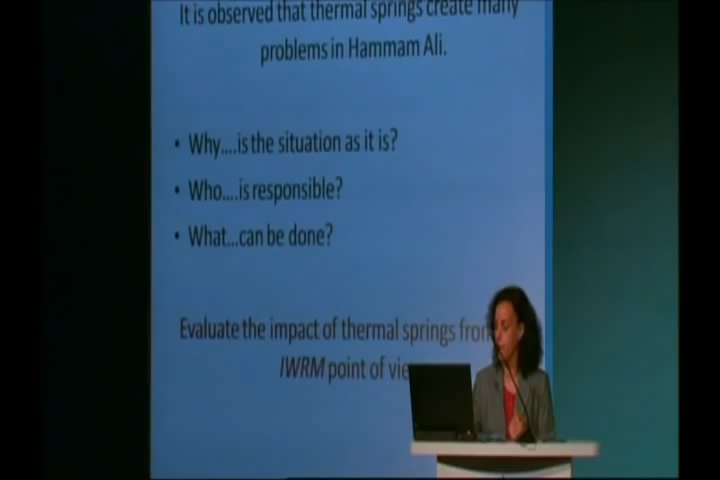 It is observed that thermal springs create many
problems in Hammam Ali.
• Why....is the situation as it is?
• Who....is responsible?
• What...can be done?
Evaluate the impact of thermal springs from
IWRM point of